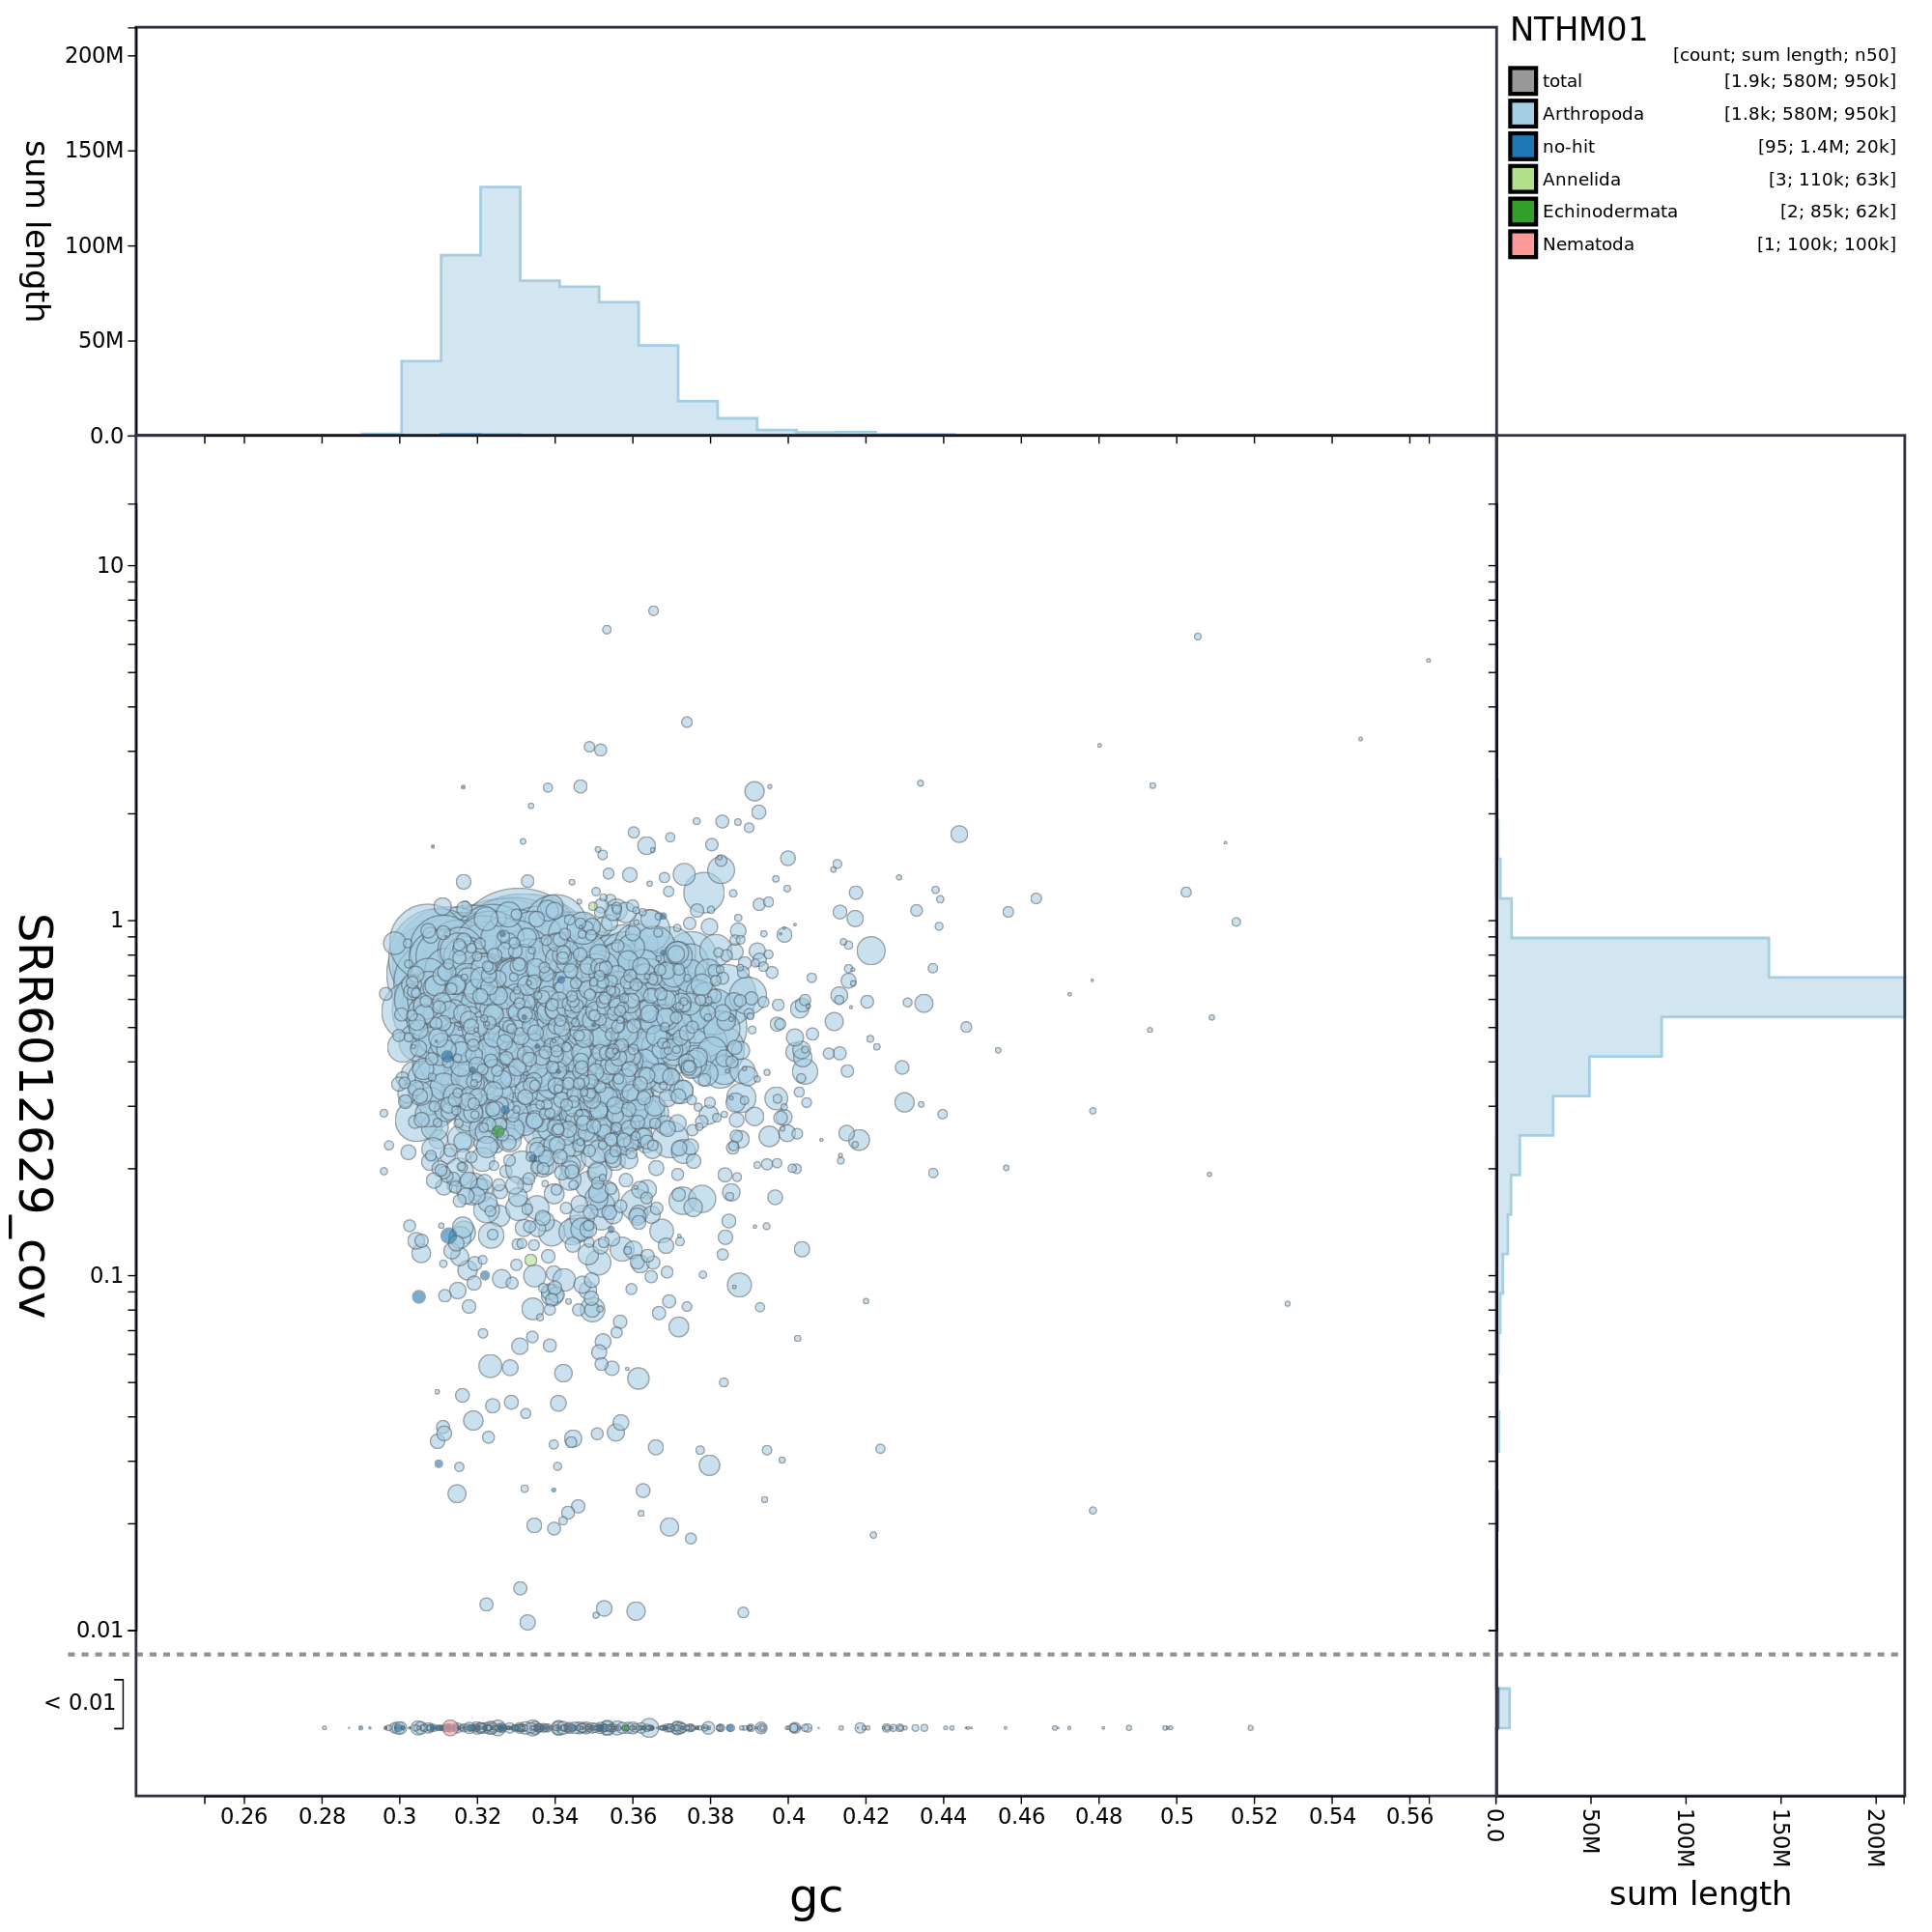 NTHM01
[count; sum length; n50]
total [1.9k; 580M; 950k]
Arthropoda [1.8k; 580M; 950k]
no-hit [95; 1.4M; 20k]
Annelida [3; 110k; 63k]
Echinodermata [2; 85k; 62k]
Nematoda [1; 100k; 100k]
sum length
200M
150M
100M
50M
0.0
SRR6012629_cov
10
1
0.1
0.01
< 0.01
0.26 0.28 0.3 0.32 0.34 0.36 0.38 0.4 0.42 0.44 0.46 0.48 0.5 0.52 0.54 0.56
gc
0.0 50M 100M 150M 200M
sum length